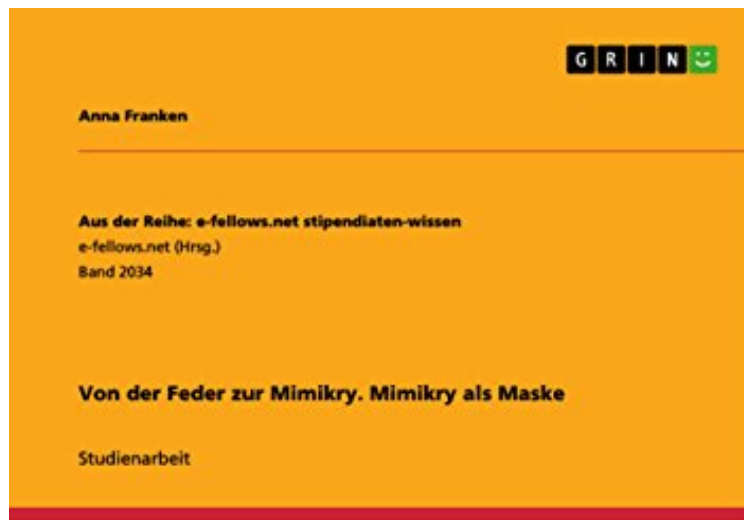 GRIN
Anna Franken
Aus der Reihe: e-fellows.net stipendiaten-wissen
e-fellows.net (Hrsg.)
Band 2034
Von der Feder zur Mimikry. Mimikry als Maske
Studienarbeit